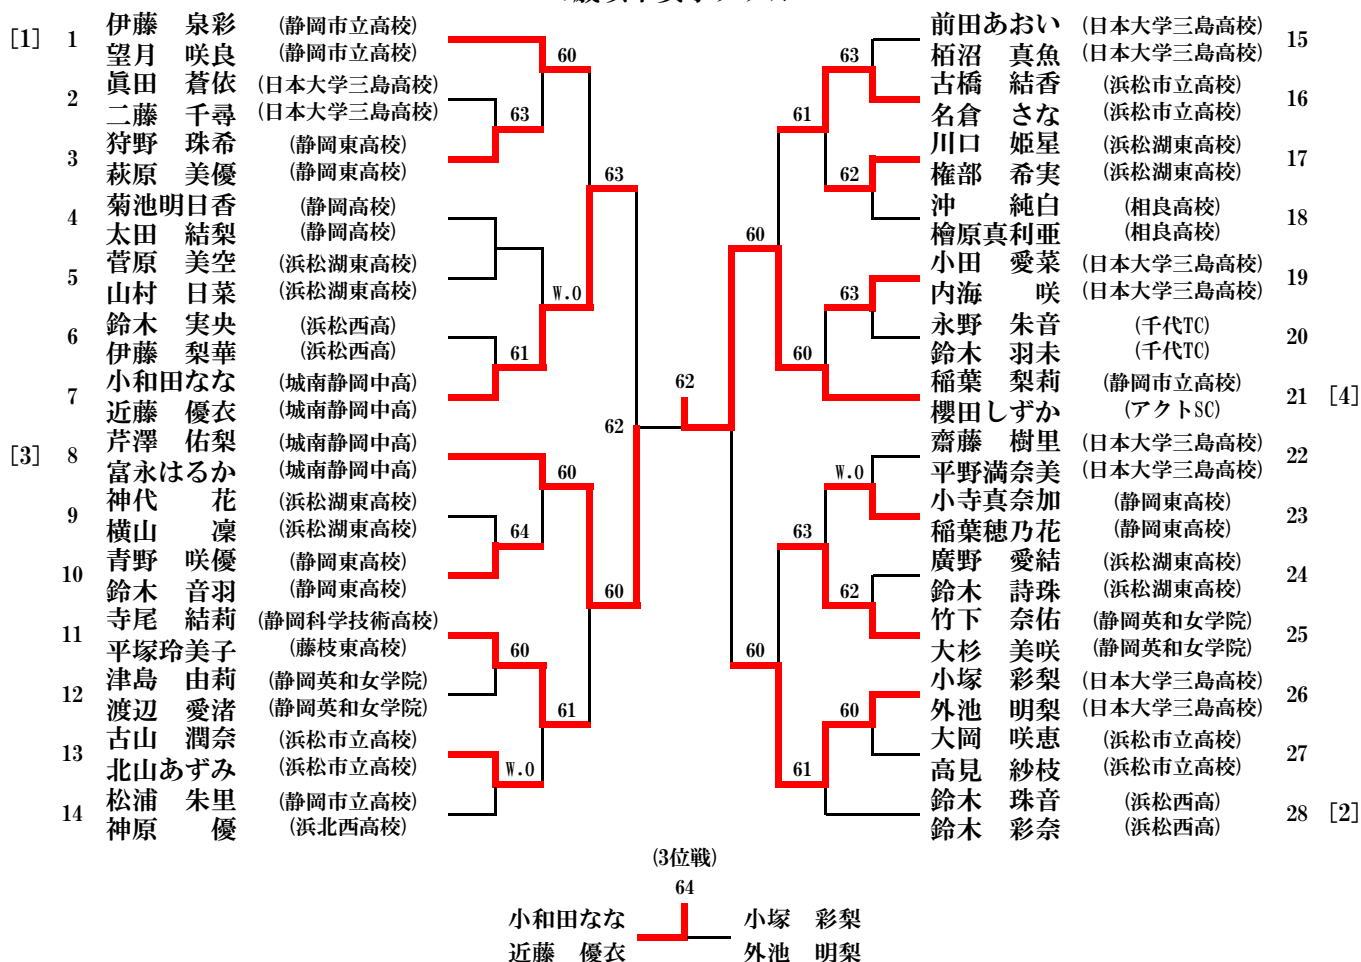 [1] 1 伊藤　泉彩 (静岡市立高校)
望月　咲良 (静岡市立高校)
2 眞田　蒼依 (日本大学三島高校)
二藤　千尋 (日本大学三島高校)
3 狩野　珠希 (静岡東高校)
萩原　美優 (静岡東高校)
4 菊池明日香 (静岡高校)
太田　結梨 (静岡高校)
5 菅原　美空 (浜松湖東高校)
山村　日菜 (浜松湖東高校)
6 鈴木　実央 (浜松西高)
伊藤　梨華 (浜松西高)
7 小和田なな (城南静岡中高)
近藤　優衣 (城南静岡中高)
[3] 8 芹澤　佑梨 (城南静岡中高)
富永はるか (城南静岡中高)
9 神代　　花 (浜松湖東高校)
横山　　凜 (浜松湖東高校)
10 青野　咲優 (静岡東高校)
鈴木　音羽 (静岡東高校)
11 寺尾　結莉 (静岡科学技術高校)
平塚玲美子 (藤枝東高校)
12 津島　由莉 (静岡英和女学院)
渡辺　愛渚 (静岡英和女学院)
13 古山　潤奈 (浜松市立高校)
北山あずみ (浜松市立高校)
14 松浦　朱里 (静岡市立高校)
神原　　優 (浜北西高校)
60
63
63
W.0
61
62
60
64
60
60
61
W.0
62
63
61
62
60
63
60
W.0
63
62
60
60
61
前田あおい (日本大学三島高校) 15
栢沼　真魚 (日本大学三島高校)
古橋　結香 (浜松市立高校) 16
名倉　さな (浜松市立高校)
川口　姫星 (浜松湖東高校) 17
権部　希実 (浜松湖東高校)
沖　　純白 (相良高校) 18
檜原真利亜 (相良高校)
小田　愛菜 (日本大学三島高校) 19
内海　　咲 (日本大学三島高校)
永野　朱音 (千代TC) 20
鈴木　羽未 (千代TC)
稲葉　梨莉 (静岡市立高校) 21 [4]
櫻田しずか (アクトSC)
齋藤　樹里 (日本大学三島高校) 22
平野満奈美 (日本大学三島高校)
小寺真奈加 (静岡東高校) 23
稲葉穂乃花 (静岡東高校)
廣野　愛結 (浜松湖東高校) 24
鈴木　詩珠 (浜松湖東高校)
竹下　奈佑 (静岡英和女学院) 25
大杉　美咲 (静岡英和女学院)
小塚　彩梨 (日本大学三島高校) 26
外池　明梨 (日本大学三島高校)
大岡　咲恵 (浜松市立高校) 27
高見　紗枝 (浜松市立高校)
鈴木　珠音 (浜松西高) 28 [2]
鈴木　彩奈 (浜松西高)
(3位戦)
64
小和田なな 小塚　彩梨
近藤　優衣 外池　明梨